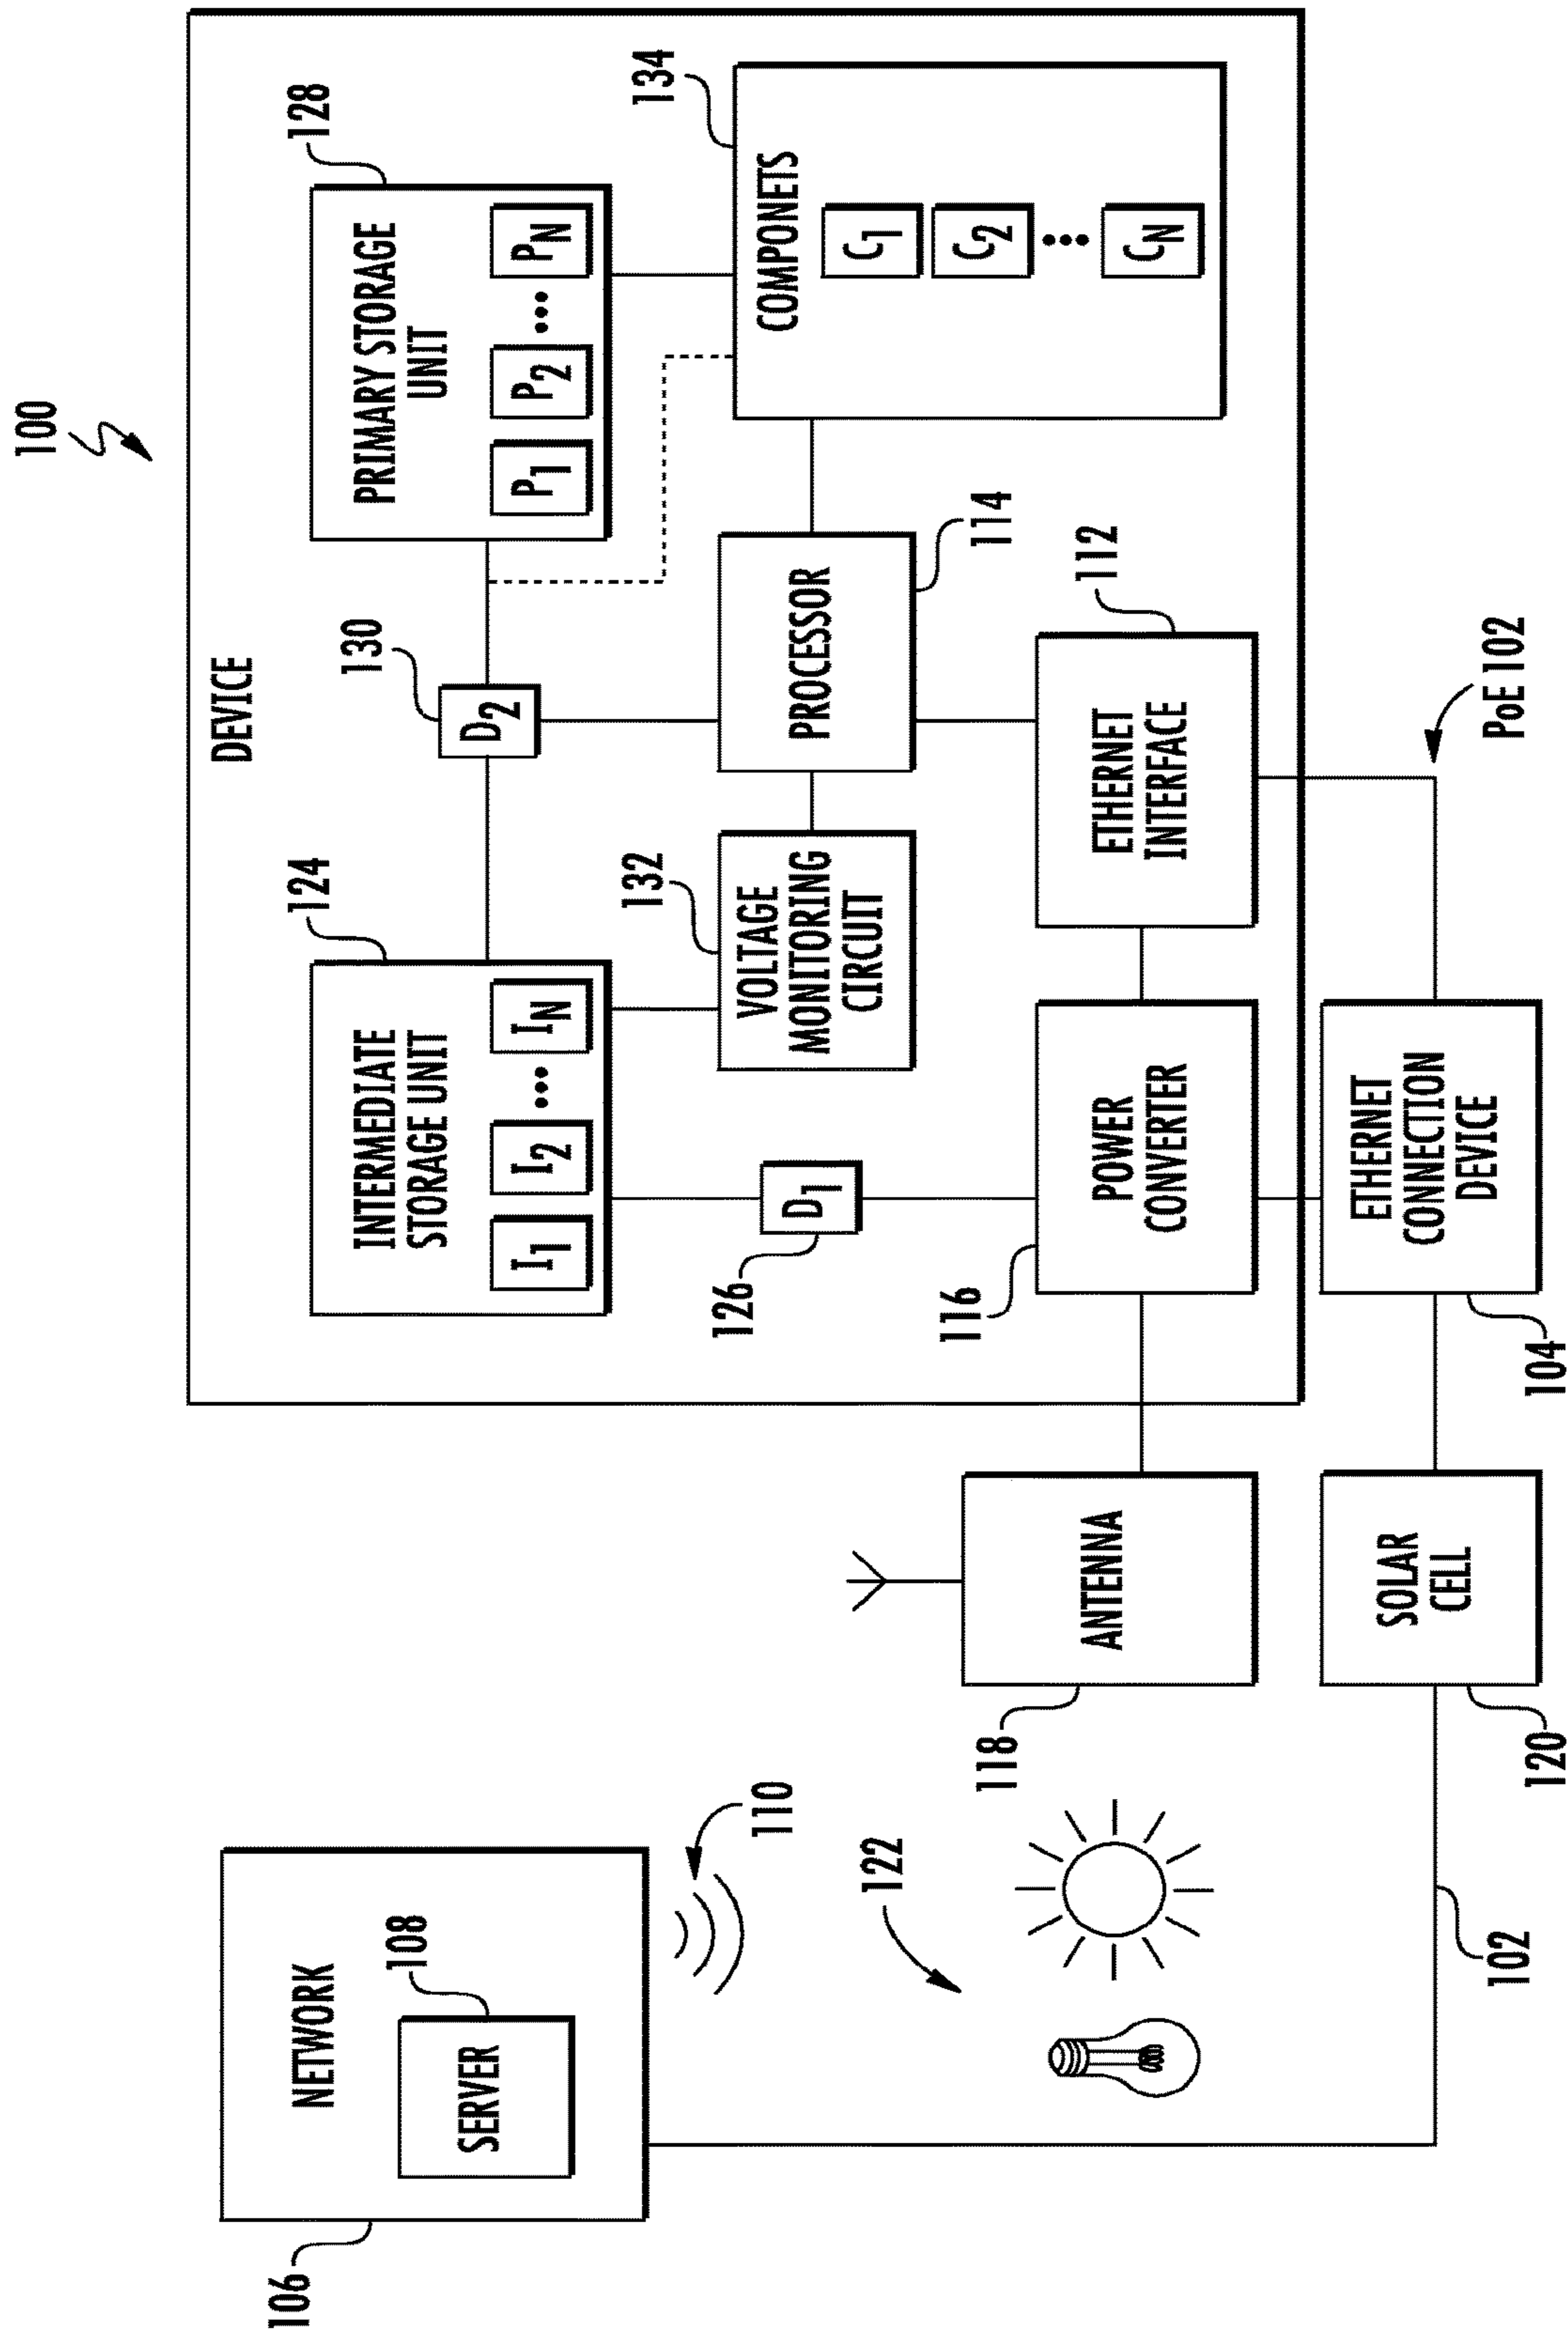 100
DEVICE
124
INTERMEDIATE
STORAGE UNIT
I1
I2
IN
130
D2
128
PRIMARY STORAGE
UNIT
P1
P2
PN
126
D1
132
VOLTAGE
MONITORING
CIRCUIT
PROCESSOR
114
134
COMPONETS
C1
C2
CN
116
POWER
CONVERTER
ETHERNET
INTERFACE
112
106
NETWORK
108
SERVER
110
122
118
ANTENNA
102
120
SOLAR
CELL
104
ETHERNET
CONNECTION
DEVICE
PoE 102